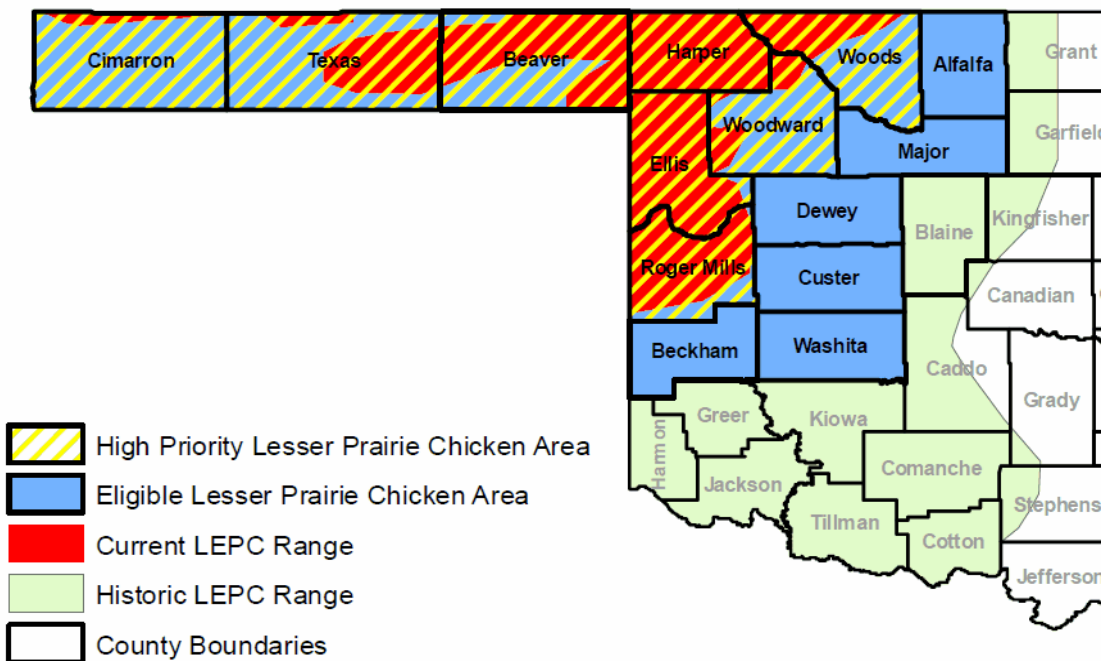 Cimarron
Texas
Beaver
Harper
Woods
Alfalfa
Grant
Woodward
Garfield
Ellis
Major
Dewey
Kingfisher
Blaine
Roger Mills
Custer
Canadian
Beckham
Washita
Caddo
Grady
Greer
Kiowa
Harmon
Comanche
Jackson
Stephens
Tillman
Cotton
Jefferson
High Priority Lesser Prairie Chicken Area
Eligible Lesser Prairie Chicken Area
Current LEPC Range
Historic LEPC Range
County Boundaries